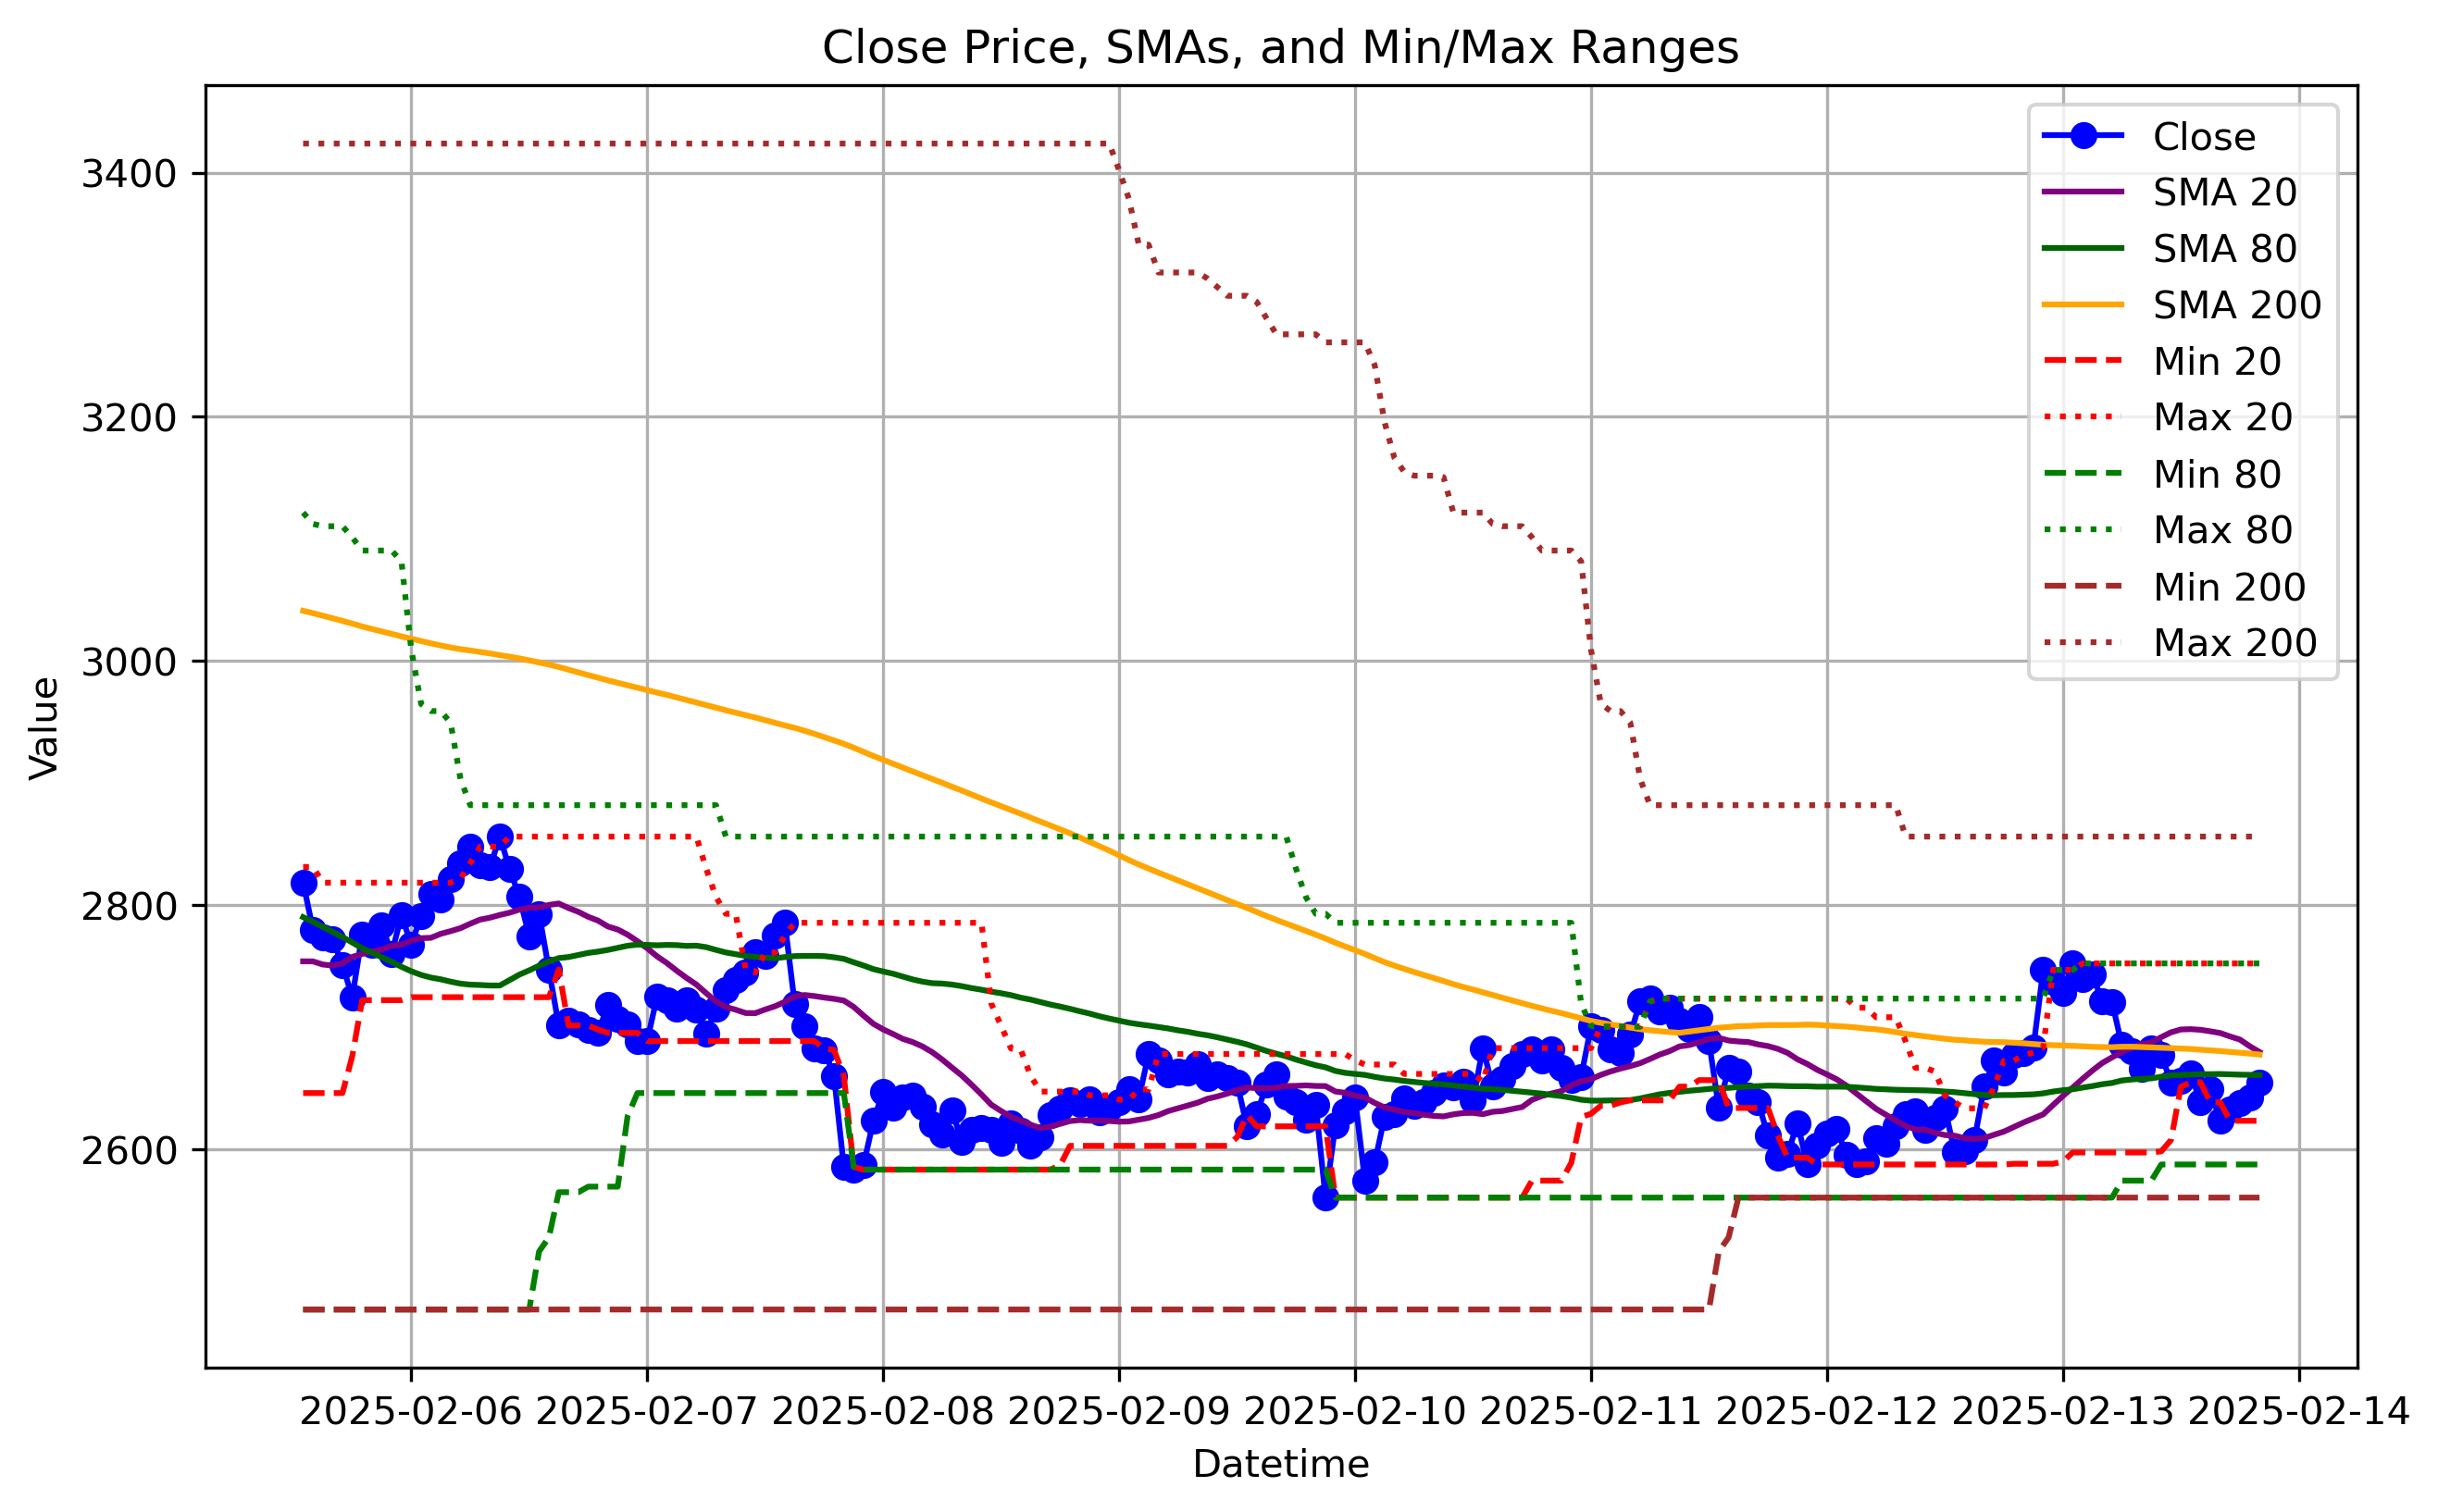 Close Price, SMAs, and Min/Max Ranges
Close
SMA 20
SMA 80
SMA 200
Min 20
Max 20
Min 80
Max 80
Min 200
Max 200
3400
3200
3000
2800
2600
Value
2025-02-06 2025-02-07 2025-02-08 2025-02-09 2025-02-10 2025-02-11 2025-02-12 2025-02-13 2025-02-14
Datetime